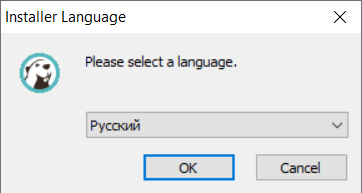 Installer Language
Please select a language.
Русский
OK
Cancel